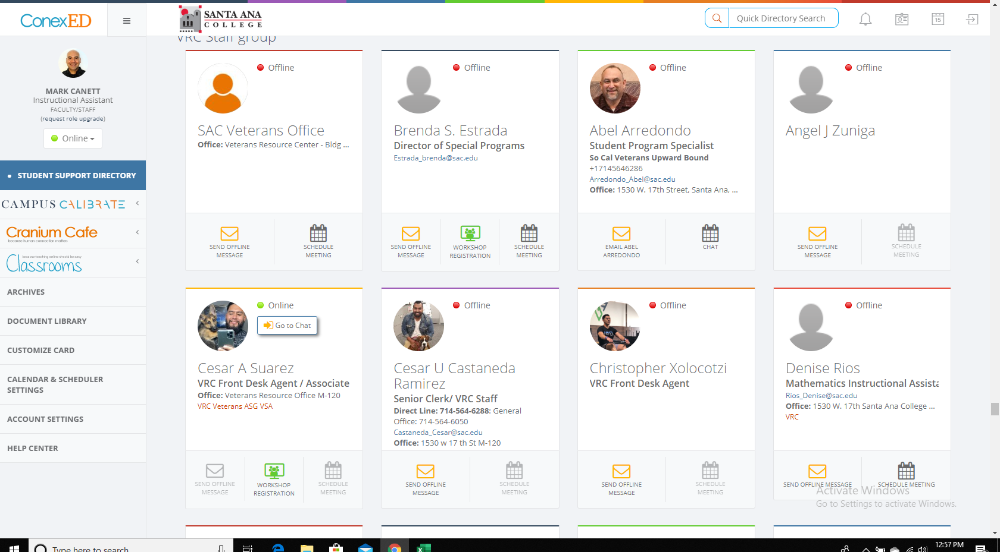 ConexED
SANTA ANA
COLLEGE
Quick Directory Search
15
VRC Staff group
MARK CANETT
Instructional Assistant
FACULTY/STAFF
(request role upgrade)
Online
STUDENT SUPPORT DIRECTORY
CAMPUS CALIBRATE
Cranium Cafe
because human connection matters
because teaching online should be easy
Classrooms
ARCHIVES
DOCUMENT LIBRARY
CUSTOMIZE CARD
CALENDAR & SCHEDULER
SETTINGS
ACCOUNT SETTINGS
HELP CENTER
Offline
SAC Veterans Office
Office: Veterans Resource Center - Bldg ...
SEND OFFLINE
MESSAGE
SCHEDULE
MEETING
Offline
Brenda S. Estrada
Director of Special Programs
Estrada_brenda@sac.edu
SEND OFFLINE
MESSAGE
WORKSHOP
REGISTRATION
SCHEDULE
MEETING
Offline
Abel Arredondo
Student Program Specialist
So Cal Veterans Upward Bound
+17145646286
Arredondo_Abel@sac.edu
Office: 1530 W. 17th Street, Santa Ana, ...
EMAIL ABEL
ARREDONDO
CHAT
Offline
Angel J Zuniga
SEND OFFLINE
MESSAGE
SCHEDULE
MEETING
Online
Go to Chat
Cesar A Suarez
VRC Front Desk Agent / Associate
Office: Veterans Resource Office M-120
VRC Veterans ASG VSA
SEND OFFLINE
MESSAGE
WORKSHOP
REGISTRATION
SCHEDULE
MEETING
Offline
Cesar U Castaneda
Ramirez
Senior Clerk/ VRC Staff
Direct Line: 714-564-6288: General
Office: 714-564-6050
Castaneda_Cesar@sac.edu
Office: 1530 w 17 th St M-120
SEND OFFLINE
MESSAGE
SCHEDULE
MEETING
Offline
Christopher Xolocotzi
VRC Front Desk Agent
SEND OFFLINE
MESSAGE
SCHEDULE
MEETING
Offline
Denise Rios
Mathematics Instructional Assista
Rios_Denise@sac.edu
Office: 1530 W. 17th Santa Ana College ...
VRC
SEND OFFLINE MESSAGE
SCHEDULE MEETING
Activate Windows
Go to Settings to activate Windows.
Type here to search
12:57 PM